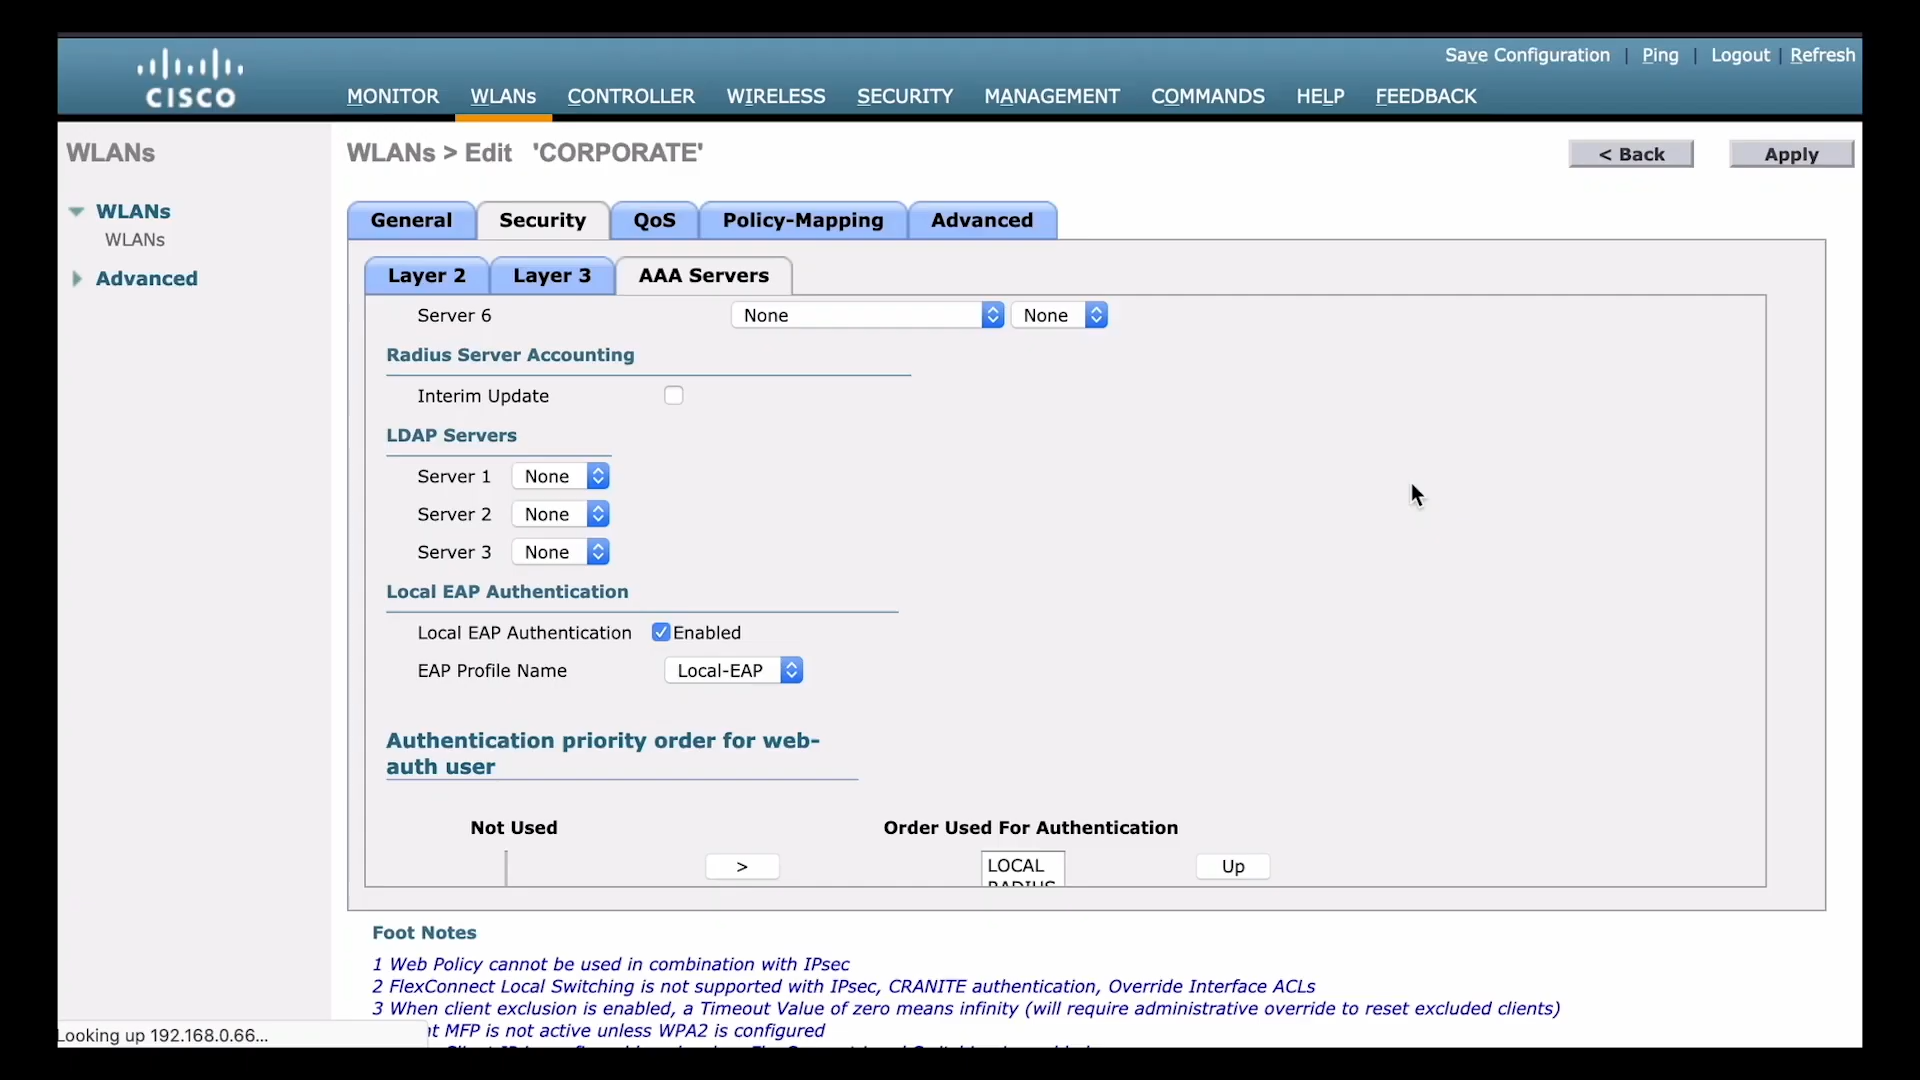 Save Configuration | Ping | Logout | Refresh
CISCO
MONITOR WLANs CONTROLLER WIRELESS SECURITY MANAGEMENT COMMANDS HELP FEEDBACK
WLANs
WLANs > Edit 'CORPORATE'
< Back
Apply
WLANs
WLANs
Advanced
General Security QoS Policy-Mapping Advanced
Layer 2 Layer 3 AAA Servers
Server 6 None None
Radius Server Accounting
Interim Update
LDAP Servers
Server 1 None
Server 2 None
Server 3 None
Local EAP Authentication
Local EAP Authentication Enabled
EAP Profile Name Local-EAP
Authentication priority order for web-
auth user
Not Used Order Used For Authentication
> LOCAL Up
RADIUS
Foot Notes
1 Web Policy cannot be used in combination with IPsec
2 FlexConnect Local Switching is not supported with IPsec, CRANITE authentication, Override Interface ACLs
3 When client exclusion is enabled, a Timeout Value of zero means infinity (will require administrative override to reset excluded clients)
MFP is not active unless WPA2 is configured
Looking up 192.168.0.66...